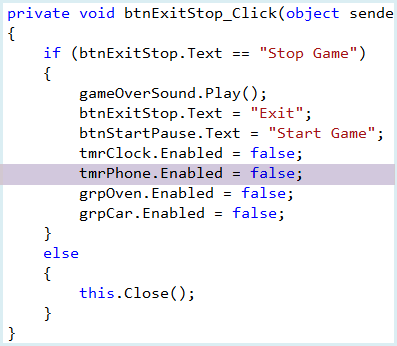 private void btnExitStop_Click(object sende
{
if (btnExitStop.Text == "Stop Game")
{
gameOverSound.Play();
btnExitStop.Text = "Exit";
btnStartPause.Text = "Start Game";
tmrClock.Enabled = false;
tmrPhone.Enabled = false;
grpOven.Enabled = false;
grpCar.Enabled = false;
}
else
{
this.Close();
}
}